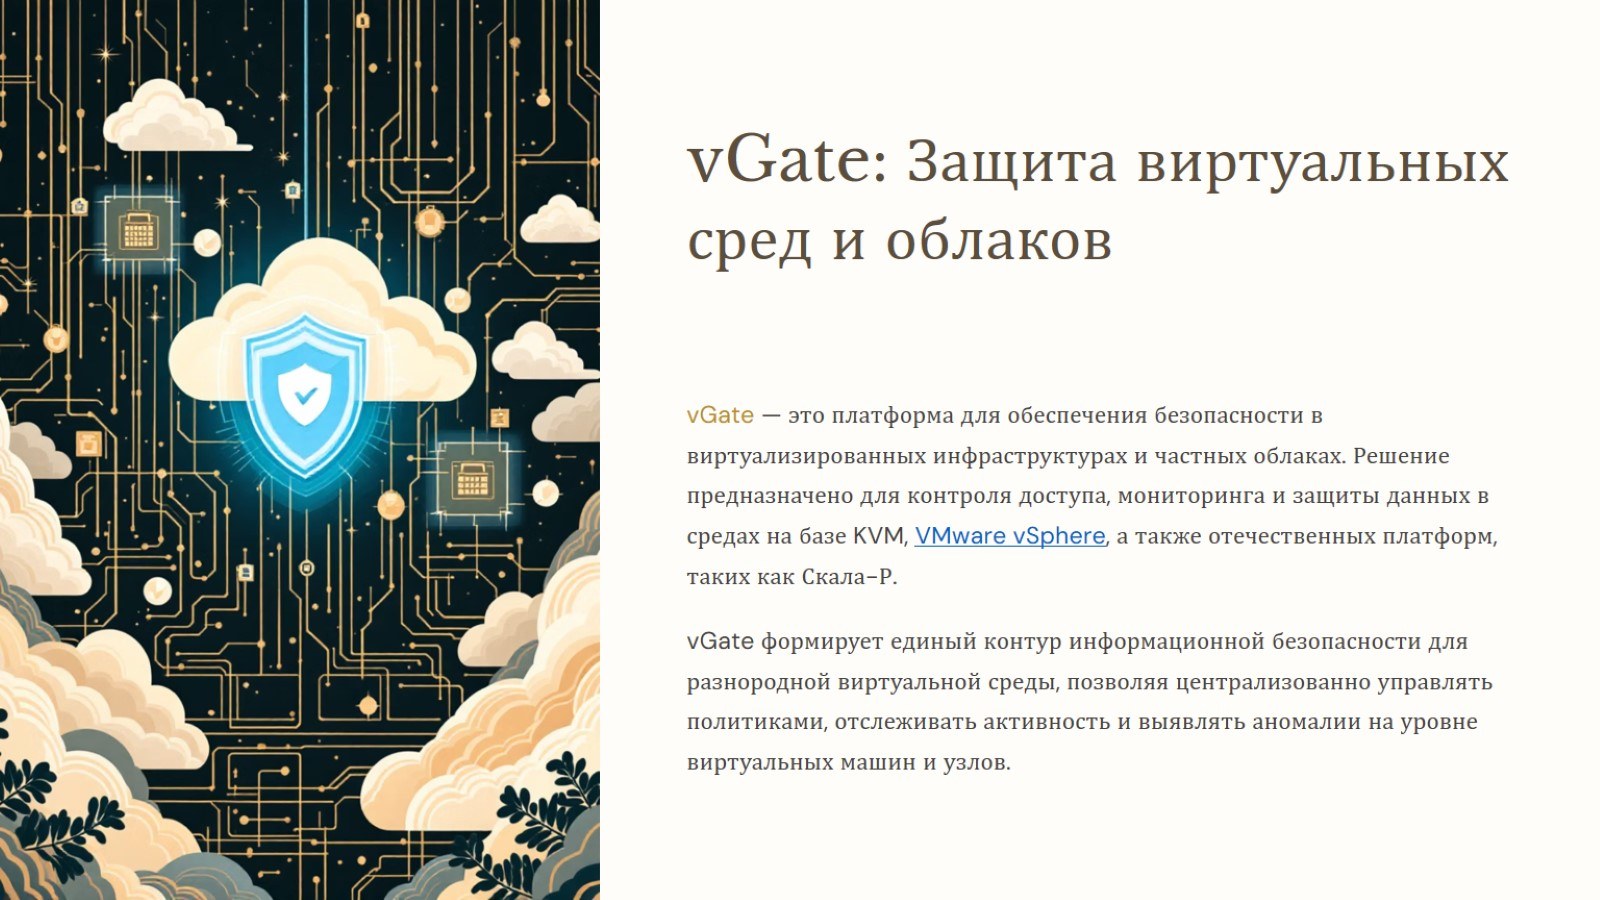 vGate: Защита виртуальных
сред и облаков
vGate — это платформа для обеспечения безопасности в
виртуализированных инфраструктурах и частных облаках. Решение
предназначено для контроля доступа, мониторинга и защиты данных в
средах на базе KVM, VMware vSphere, а также отечественных платформ,
таких как Скала-Р.
vGate формирует единый контур информационной безопасности для
разнородной виртуальной среды, позволяя централизованно управлять
политиками, отслеживать активность и выявлять аномалии на уровне
виртуальных машин и узлов.